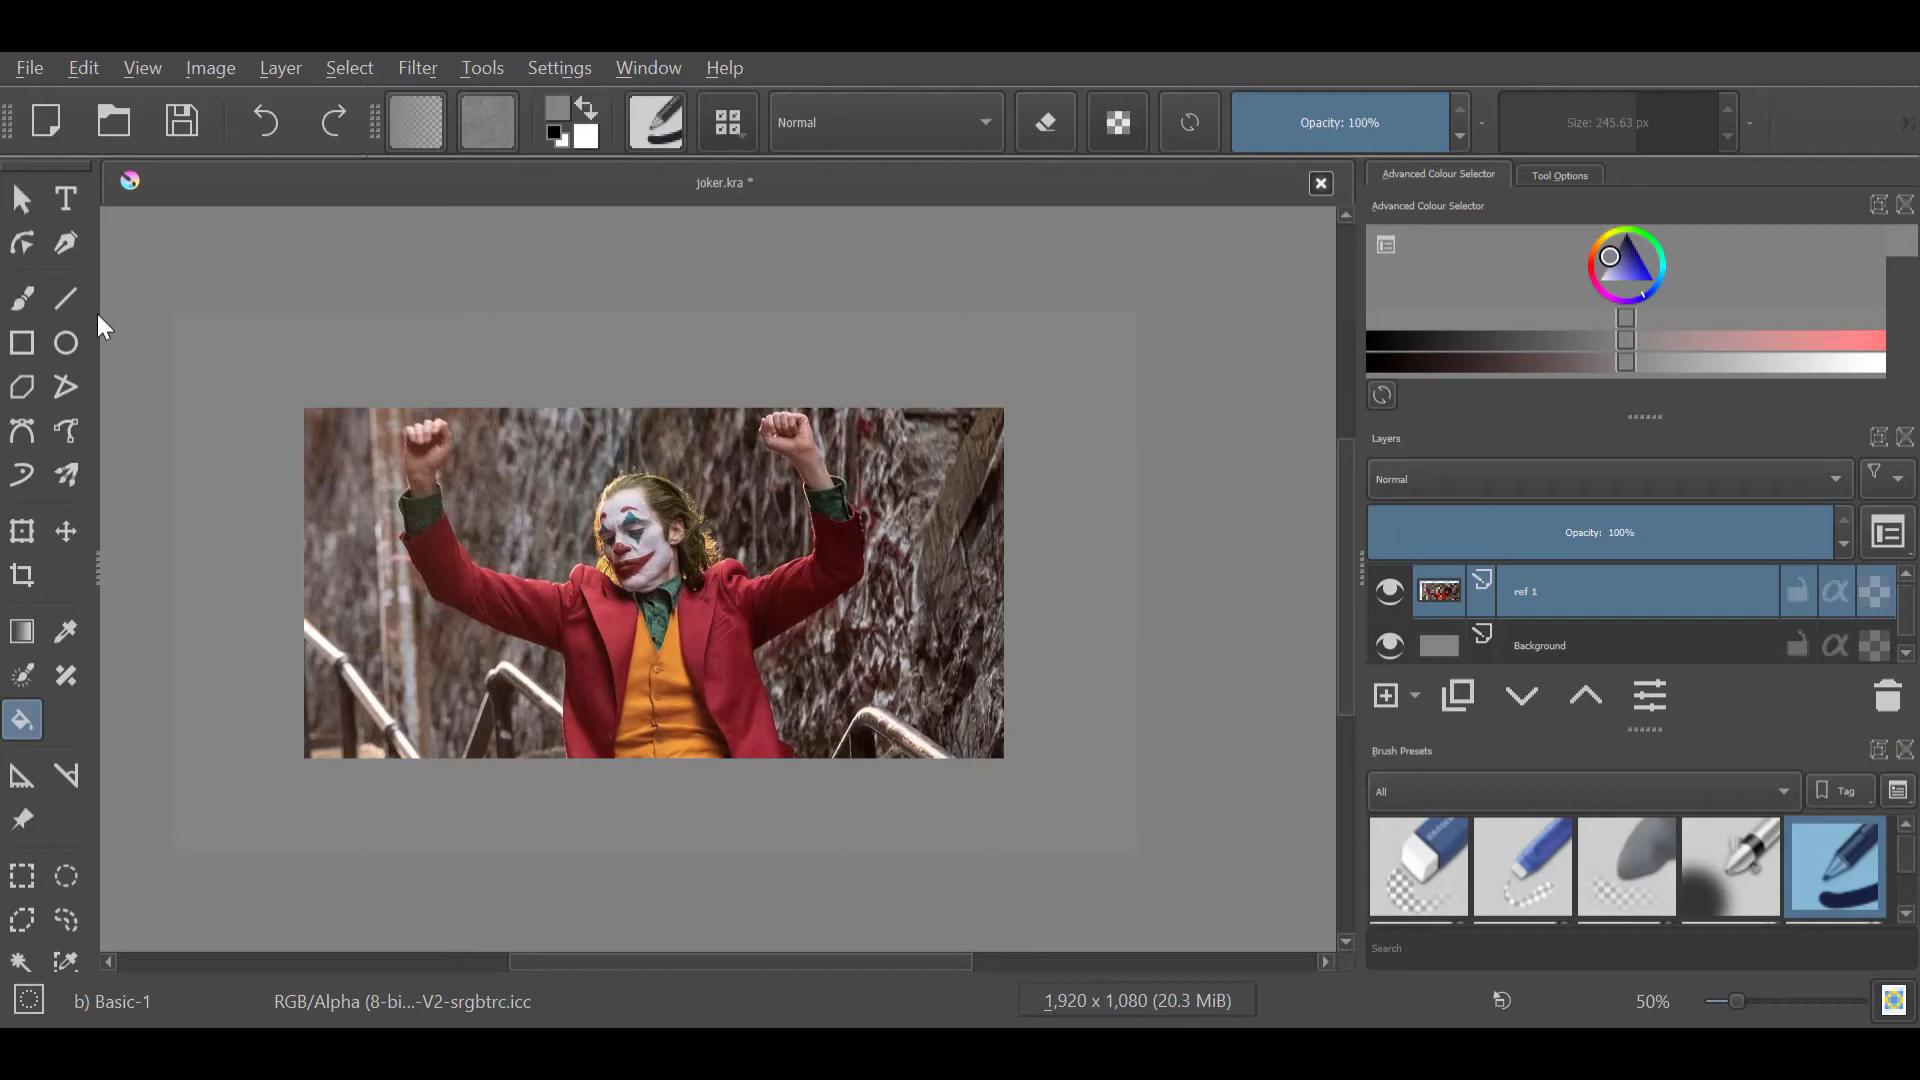 File Edit View Image Layer Select Filter Tools Settings Window Help
Normal
Opacity: 100%
Size: 245.63 px
joker.kra *
Advanced Colour Selector
Tool Options
Advanced Colour Selector
Layers
Normal
Opacity: 100%
ref 1
Background
Brush Presets
All
Tag
Search
b) Basic-1
RGB/Alpha (8-bi...-V2-srgbtrc.icc
1,920 x 1,080 (20.3 MiB)
50%